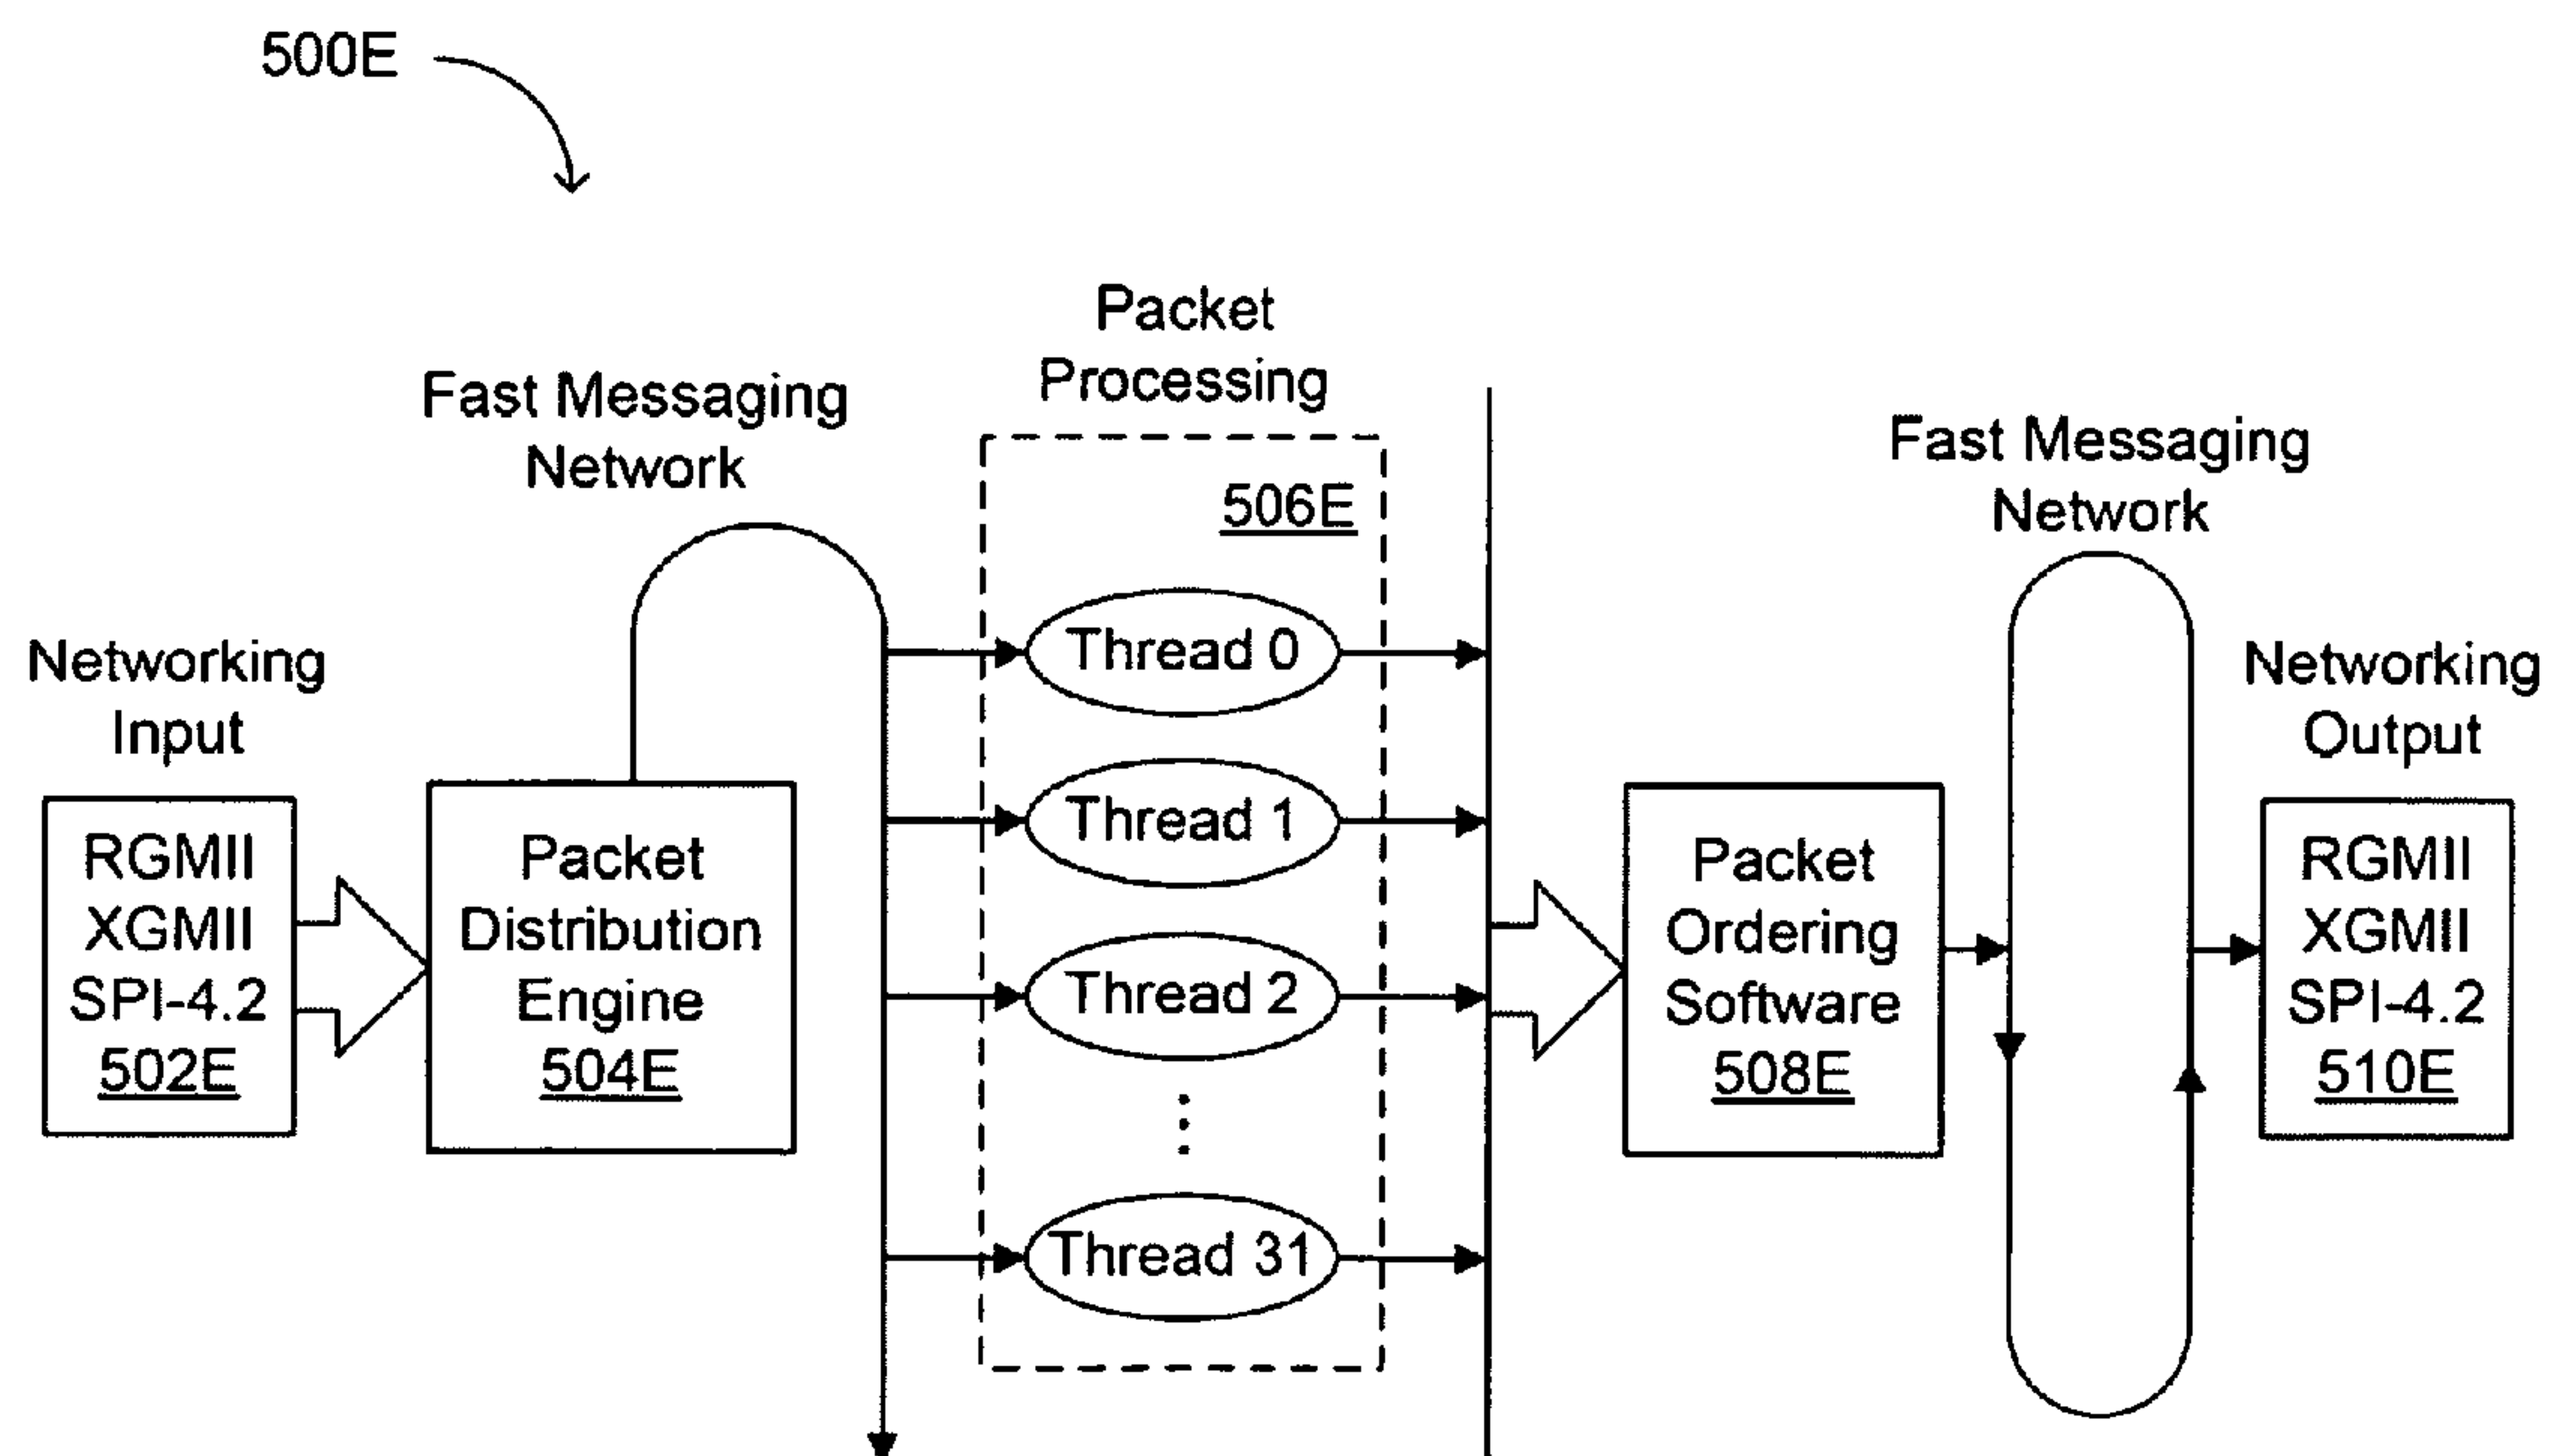 500E
Packet
Processing
Fast Messaging
Network
Fast Messaging
Network
506E
Networking
Input
Thread 0
Networking
Output
RGMII
XGMII
SPI-4.2
502E
Packet
Distribution
Engine
504E
Thread 1
Thread 2
Thread 31
Packet
Ordering
Software
508E
RGMII
XGMII
SPI-4.2
510E